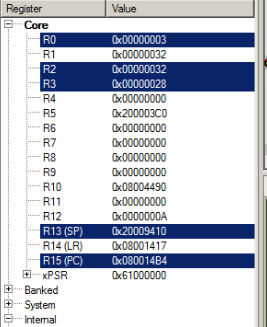 Register Value
Core
R0 0x00000003
R1 0x00000032
R2 0x00000032
R3 0x00000028
R4 0x00000000
R5 0x200003C0
R6 0x00000000
R7 0x00000000
R8 0x00000000
R9 0x00000000
R10 0x08004490
R11 0x00000000
R12 0x0000000A
R13 (SP) 0x20009410
R14 (LR) 0x08001417
R15 (PC) 0x080014B4
xPSR 0x61000000
Banked
System
Internal